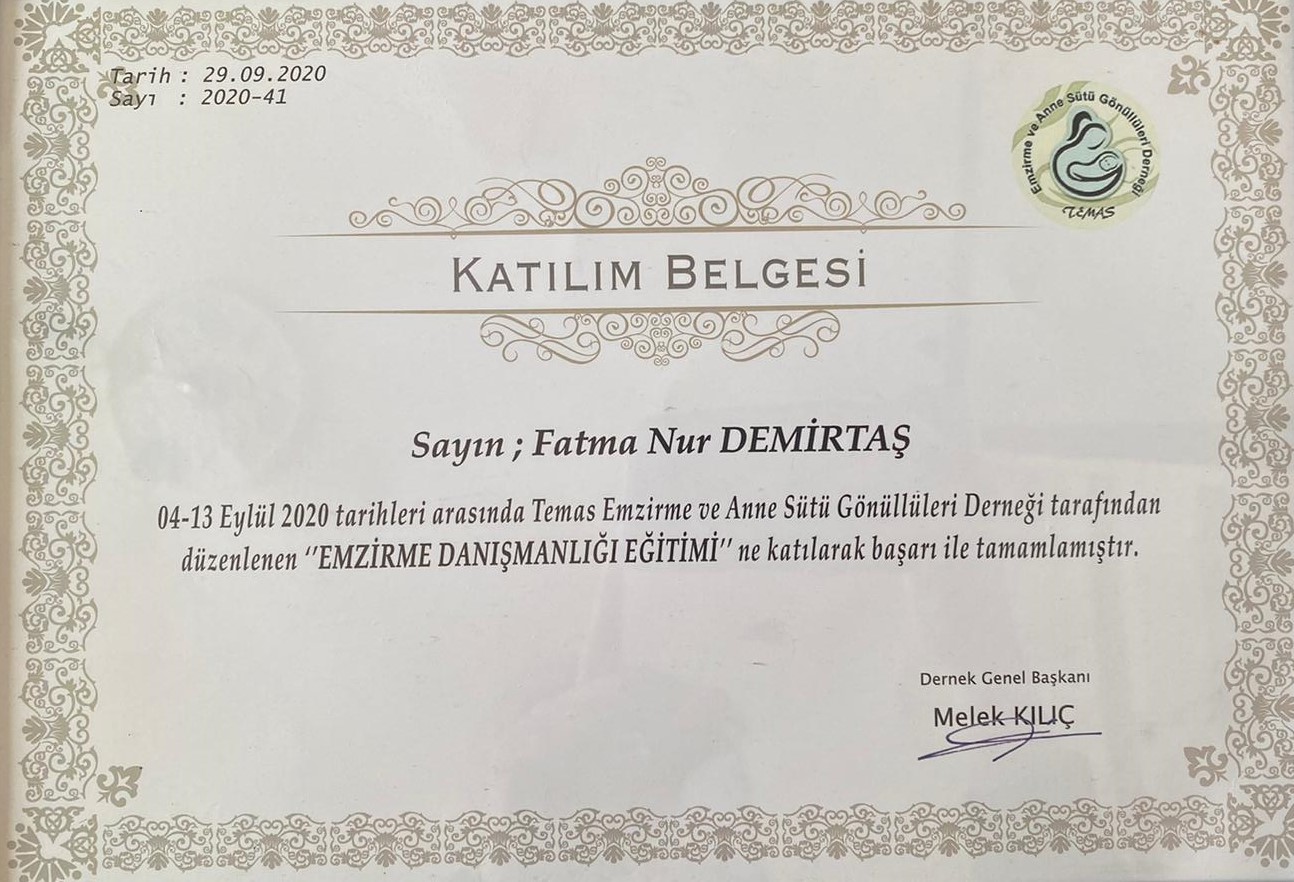 Tarih : 29.09.2020
Sayı : 2020-41
Emzirme ve Anne Sütü Gönüllüleri Derneği
TEMAS
KATILIM BELGESİ
Sayın ; Fatma Nur DEMİRTAŞ
04-13 Eylül 2020 tarihleri arasında Temas Emzirme ve Anne Sütü Gönüllüleri Derneği tarafından
düzenlenen ''EMZİRME DANIŞMANLIĞI EĞİTİMİ'' ne katılarak başarı ile tamamlamıştır.
Dernek Genel Başkanı
Melek KILIÇ